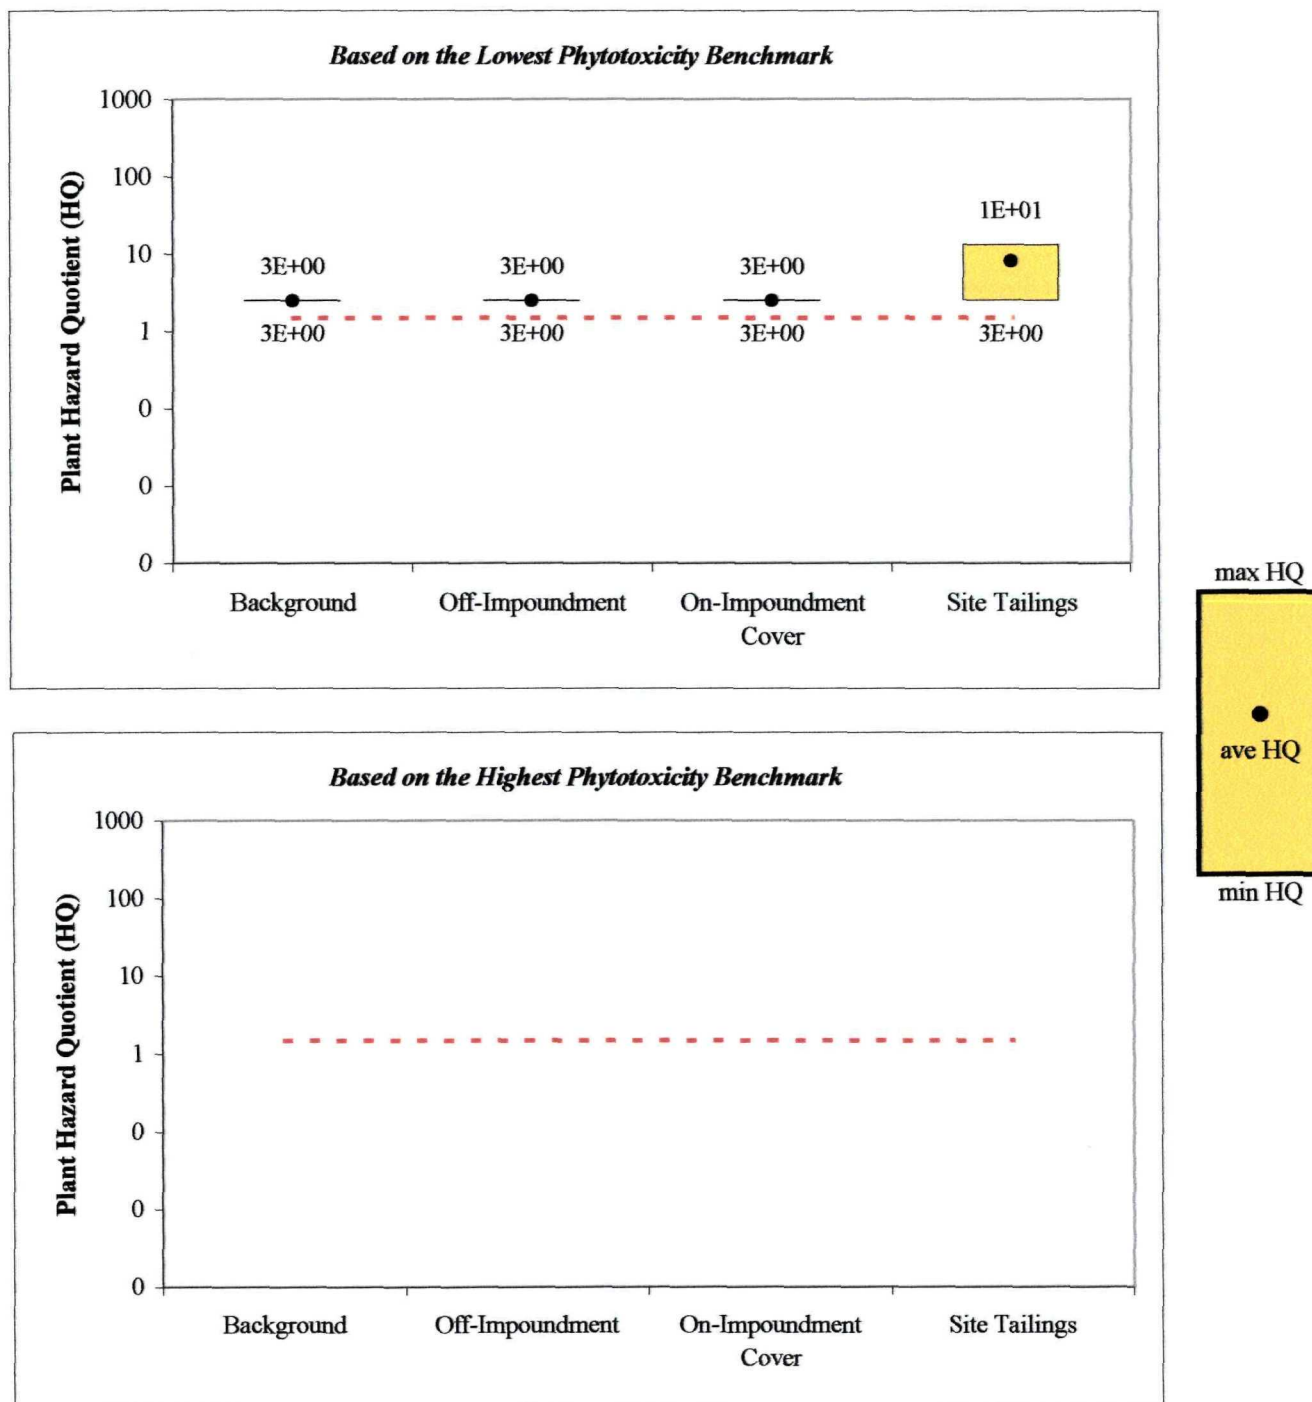 Based on the Lowest Phytotoxicity Benchmark
Plant Hazard Quotient (HQ)
1000
100
10
1
0
0
0
3E+00
3E+00
3E+00
1E+01
3E+00
3E+00
3E+00
3E+00
Background
Off-Impoundment
On-Impoundment
Cover
Site Tailings
max HQ
ave HQ
min HQ
Based on the Highest Phytotoxicity Benchmark
Plant Hazard Quotient (HQ)
1000
100
10
1
0
0
0
Background
Off-Impoundment
On-Impoundment
Cover
Site Tailings